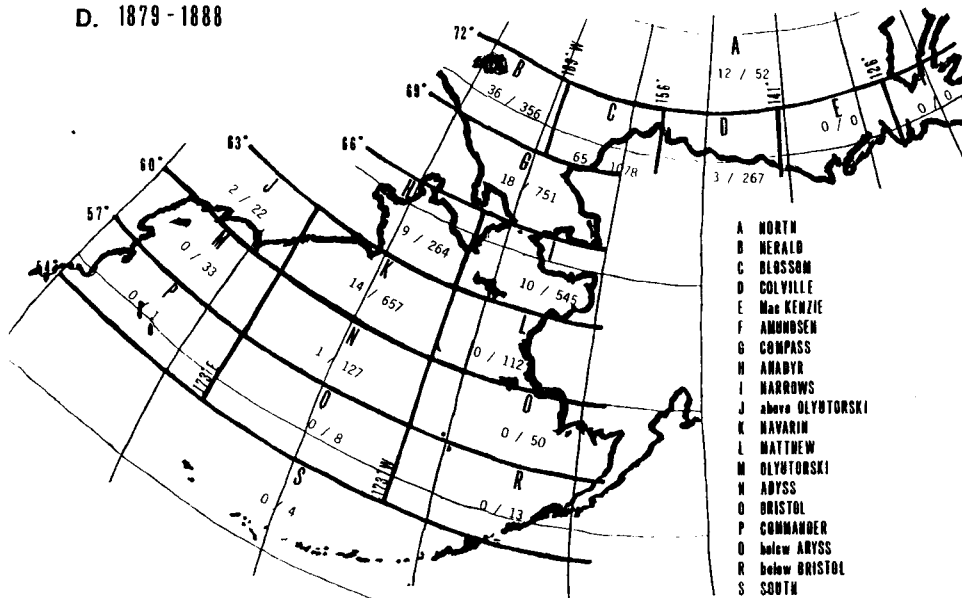 D. 1879-1888
72°
169°W
A
12 / 52
126°
B
36 / 356
156°
141°
E
0 / 0
0 / 0
69°
C
D
65 1078
3 / 267
63°
66°
G
18 / 751
60°
J
2 / 22
H
9 / 264
57°
M
0 / 33
K
14 / 657
10 / 545
54°
P
0 / 1
N
1 / 127
L
0 / 112
173°E
O
0 / 8
O
0 / 50
S
0 / 4
173°W
R
0 / 13
A NORTH
B HERALD
C BLOSSOM
D COLVILLE
E Mac KENZIE
F AMUNDSEN
G COMPASS
H ANADYR
I NARROWS
J above OLYUTORSKI
K NAVARIN
L MATTHEW
M OLYUTORSKI
N ABYSS
O BRISTOL
P COMMANDER
O below ABYSS
R below BRISTOL
S SOUTH